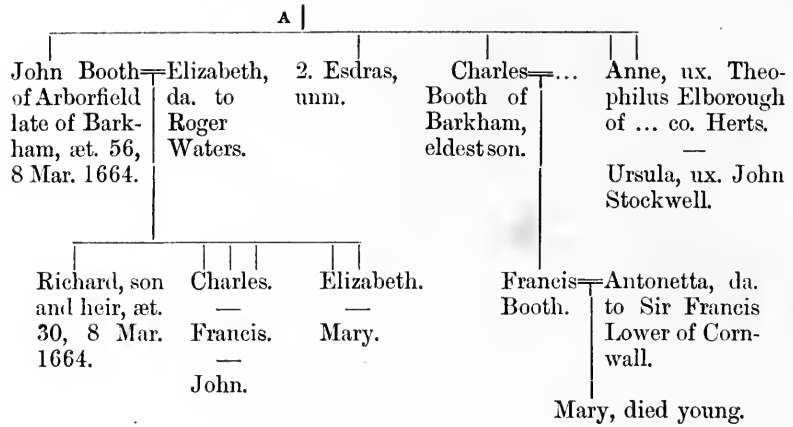 A
John Booth
of Arborfield
late of Bark-
ham, æt. 56,
8 Mar. 1664.
Elizabeth,
da. to
Roger
Waters.
2. Esdras,
unm.
Charles
Booth of
Barkham,
eldest son.
...
Anne, ux. Theo-
philus Elborough
of ... co. Herts.
—
Ursula, ux. John
Stockwell.
Richard, son
and heir, æt.
30, 8 Mar.
1664.
Charles.
—
Francis.
—
John.
Elizabeth.
—
Mary.
Francis
Booth.
Antonetta, da.
to Sir Francis
Lower of Corn-
wall.
Mary, died young.